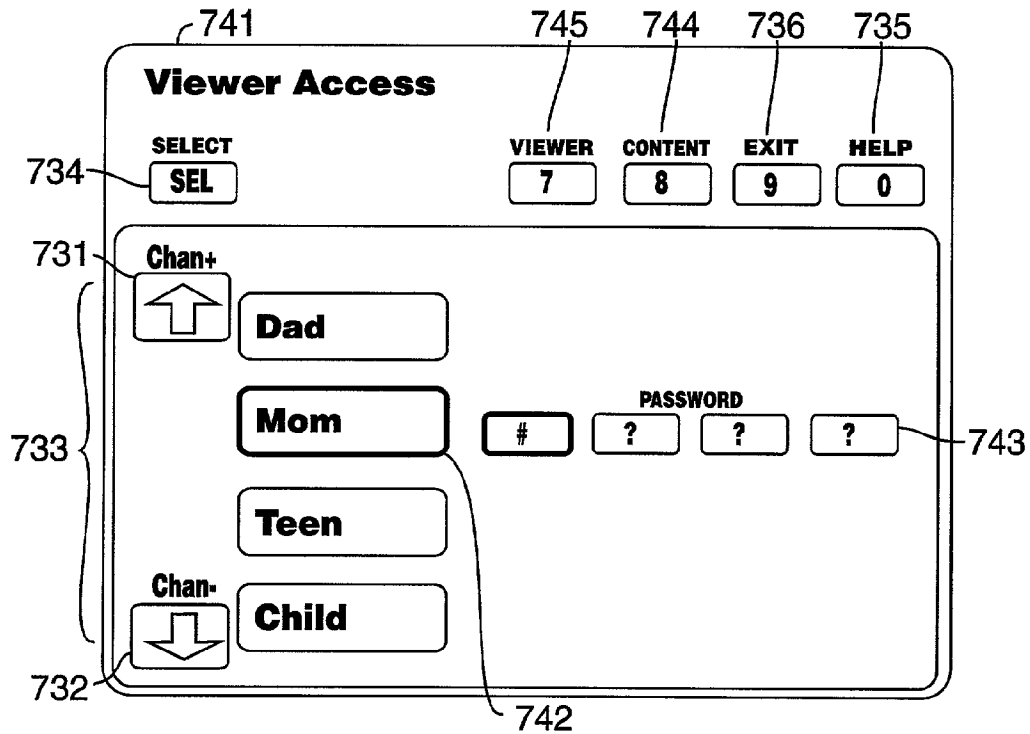 741 745 744 736 735
Viewer Access
SELECT VIEWER CONTENT EXIT HELP
734 SEL 7 8 9 0
731 Chan+
Dad
PASSWORD
733 Mom # ? ? ? 743
Teen
Chan-
Child
732 742